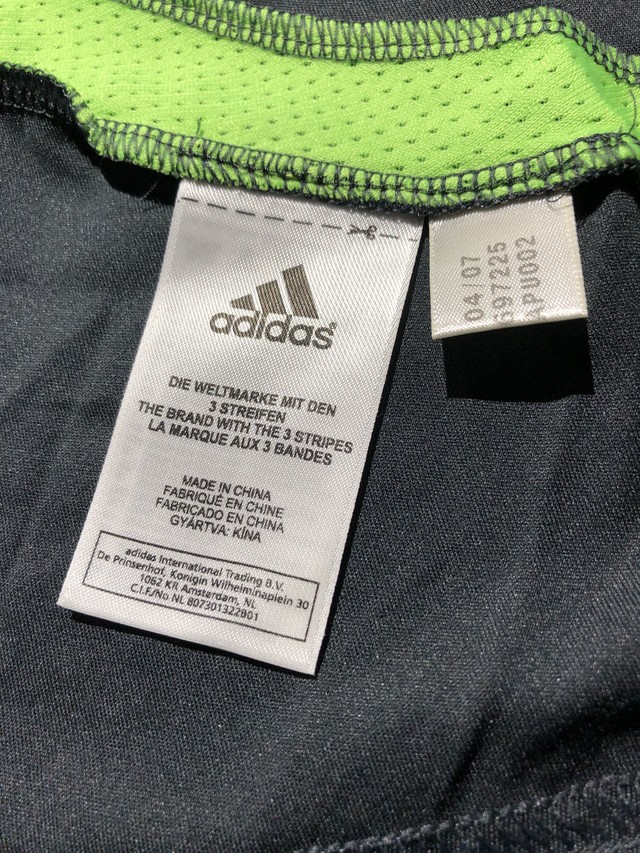 adidas®
DIE WELTMARKE MIT DEN
3 STREIFEN
THE BRAND WITH THE 3 STRIPES
LA MARQUE AUX 3 BANDES
MADE IN CHINA
FABRIQUÉ EN CHINE
FABRICADO EN CHINA
GYÁRTVA: KÍNA
adidas International Trading B.V.
De Prinsenhof, Konigin Wilhelminaplein 30
1062 KR Amsterdam, NL
C.I.F/No NL 807301322B01
04/07
697225
APU002